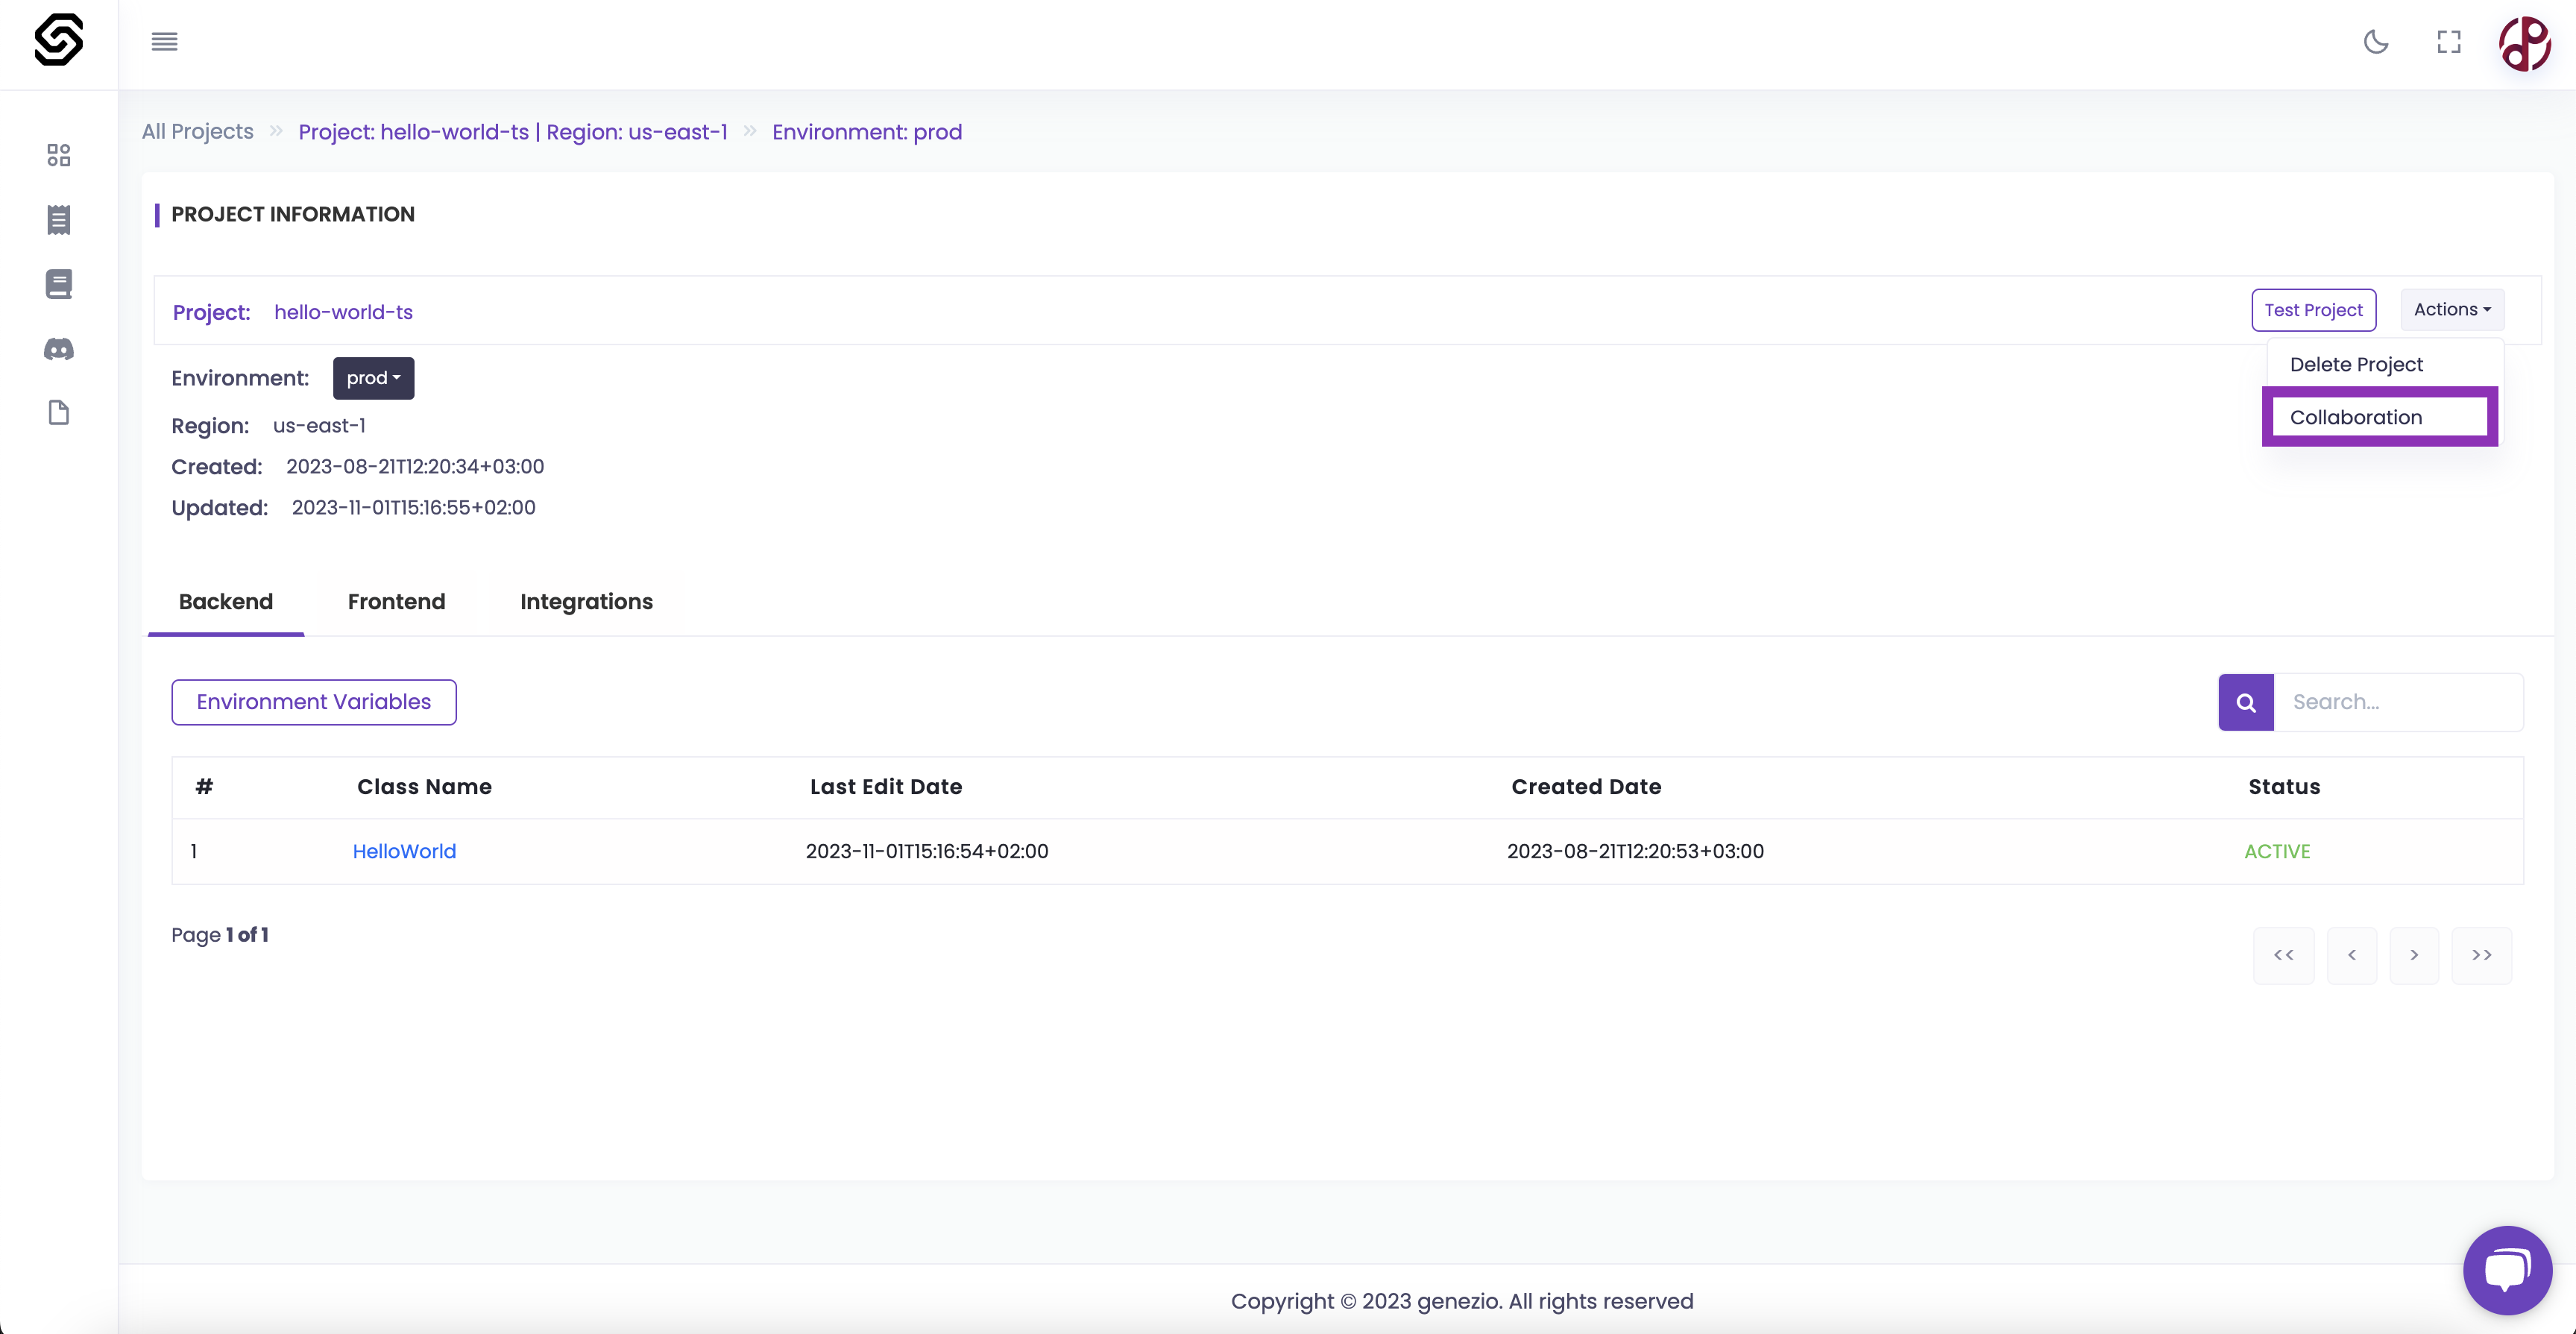 All Projects » Project: hello-world-ts | Region: us-east-1 » Environment: prod
PROJECT INFORMATION
Project: hello-world-ts
Test Project
Actions
Delete Project
Collaboration
Environment: prod
Region: us-east-1
Created: 2023-08-21T12:20:34+03:00
Updated: 2023-11-01T15:16:55+02:00
Backend Frontend Integrations
Environment Variables
Search...
# Class Name Last Edit Date Created Date Status
1 HelloWorld 2023-11-01T15:16:54+02:00 2023-08-21T12:20:53+03:00 ACTIVE
Page 1 of 1
<< < > >>
Copyright © 2023 genezio. All rights reserved